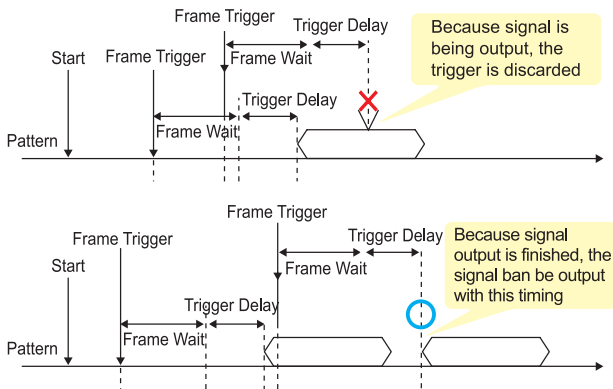 Frame Trigger
Trigger Delay
Because signal is
being output, the
trigger is discarded
Start
Frame Trigger
Frame Wait
Trigger Delay
Frame Wait
Pattern
Frame Trigger
Because signal
output is finished, the
signal ban be output
with this timing
Frame Trigger
Trigger Delay
Start
Frame Wait
Trigger Delay
Frame Wait
Pattern